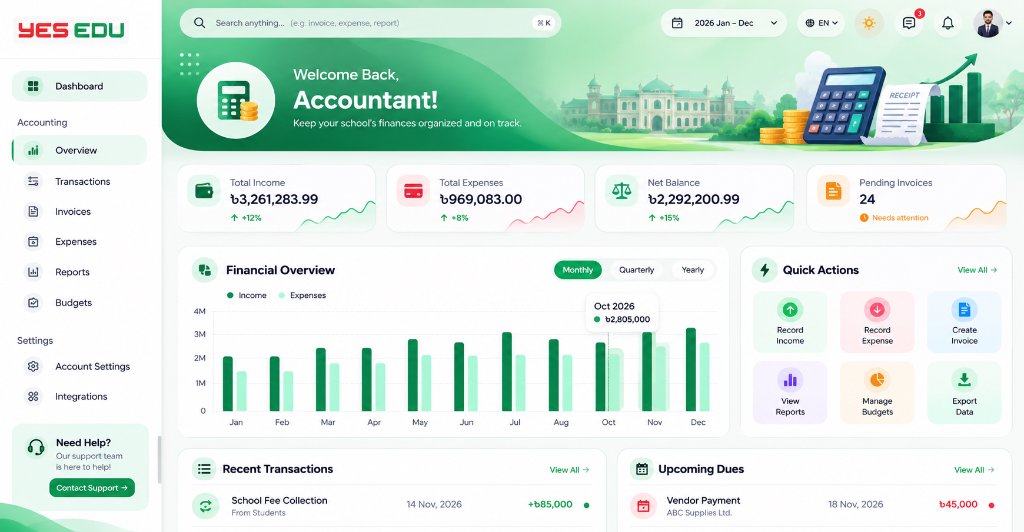 YES EDU
Search anything... (e.g. invoice, expense, report)
⌘ K
2026 Jan – Dec
EN
3
Dashboard
Accounting
Overview
Transactions
Invoices
Expenses
Reports
Budgets
Settings
Account Settings
Integrations
Need Help?
Our support team
is here to help!
Contact Support →
Welcome Back,
Accountant!
Keep your school's finances organized and on track.
RECEIPT
Total Income
৳3,261,283.99
↑ +12%
Total Expenses
৳969,083.00
↑ +8%
Net Balance
৳2,292,200.99
↑ +15%
Pending Invoices
24
Needs attention
Financial Overview
Monthly
Quarterly
Yearly
Income
Expenses
Oct 2026
৳2,805,000
4M
3M
2M
1M
0
Jan Feb Mar Apr May Jun Jul Aug Oct Nov Dec
Quick Actions
View All →
Record
Income
Record
Expense
Create
Invoice
View
Reports
Manage
Budgets
Export
Data
Recent Transactions
View All →
School Fee Collection
From Students
14 Nov, 2026
+৳85,000
Upcoming Dues
View All →
Vendor Payment
ABC Supplies Ltd.
18 Nov, 2026
৳45,000